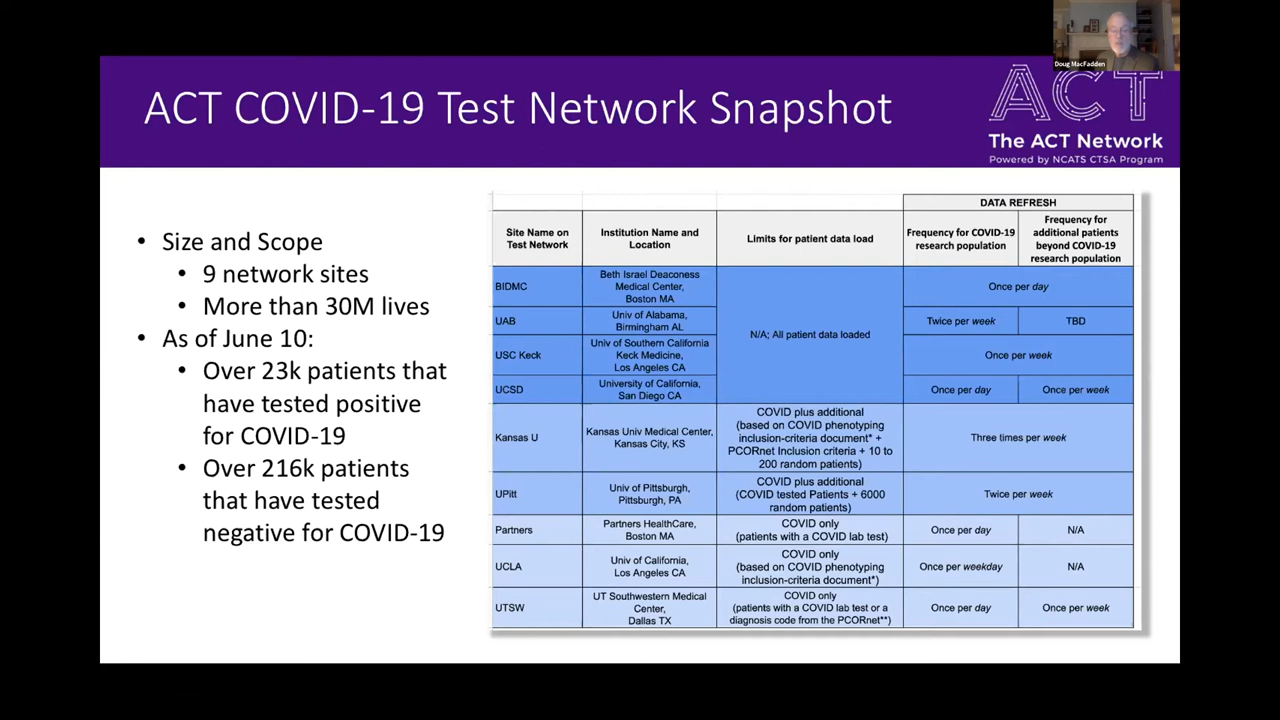 Doug MacFadden
ACT COVID-19 Test Network Snapshot
ACT
The ACT Network
Powered by NCATS CTSA Program
• Size and Scope
• 9 network sites
• More than 30M lives
• As of June 10:
• Over 23k patients that
have tested positive
for COVID-19
• Over 216k patients
that have tested
negative for COVID-19
DATA REFRESH
Site Name on
Test Network
Institution Name and
Location
Limits for patient data load
Frequency for COVID-19
research population
Frequency for
additional patients
beyond COVID-19
research population
BIDMC
Beth Israel Deaconess
Medical Center,
Boston MA
N/A; All patient data loaded
Once per day
UAB
Univ of Alabama,
Birmingham AL
Twice per week
TBD
USC Keck
Univ of Southern California
Keck Medicine,
Los Angeles CA
Once per week
UCSD
University of California,
San Diego CA
Once per day
Once per week
Kansas U
Kansas Univ Medical Center,
Kansas City, KS
COVID plus additional
(based on COVID phenotyping
inclusion-criteria document* +
PCORnet Inclusion criteria + 10 to
200 random patients)
Three times per week
UPitt
Univ of Pittsburgh,
Pittsburgh, PA
COVID plus additional
(COVID tested Patients + 6000
random patients)
Twice per week
Partners
Partners HealthCare,
Boston MA
COVID only
(patients with a COVID lab test)
Once per day
N/A
UCLA
Univ of California,
Los Angeles CA
COVID only
(based on COVID phenotyping
inclusion-criteria document*)
Once per weekday
N/A
UTSW
UT Southwestern Medical
Center,
Dallas TX
COVID only
(patients with a COVID lab test or a
diagnosis code from the PCORnet**)
Once per day
Once per week